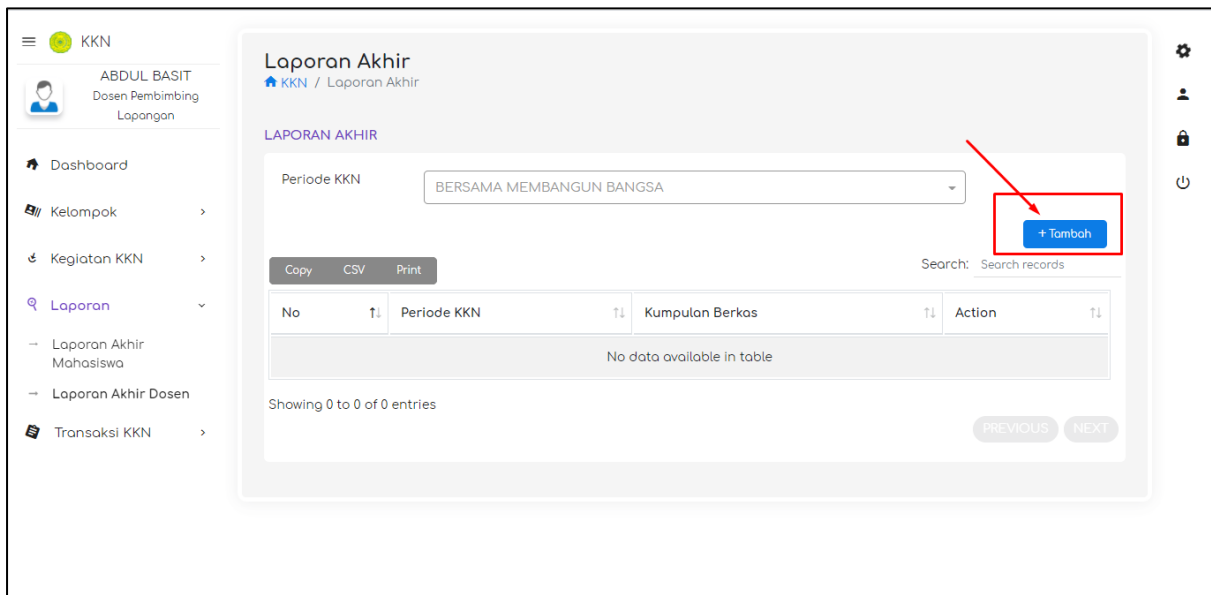 KKN
ABDUL BASIT
Dosen Pembimbing
Lapangan
Dashboard
Kelompok
Kegiatan KKN
Laporan
Laporan Akhir
Mahasiswa
Laporan Akhir Dosen
Transaksi KKN
Laporan Akhir
KKN / Laporan Akhir
LAPORAN AKHIR
Periode KKN BERSAMA MEMBANGUN BANGSA
+ Tambah
Copy CSV Print Search: Search records
No Periode KKN Kumpulan Berkas Action
No data available in table
Showing 0 to 0 of 0 entries
PREVIOUS NEXT